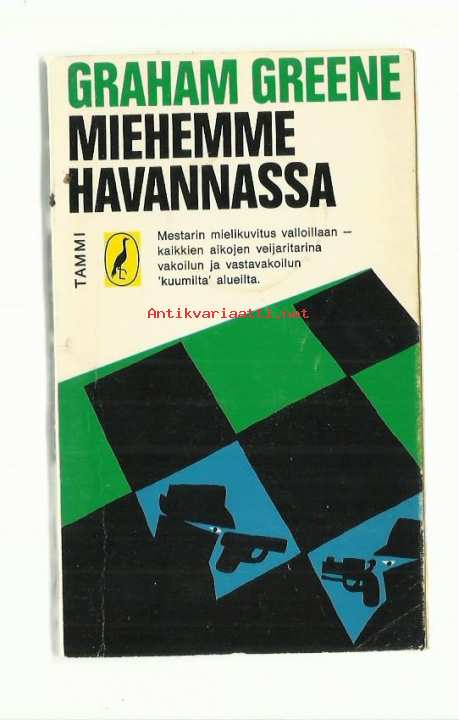 GRAHAM GREENE
MIEHEMME
HAVANNASSA
TAMMI
Mestarin mielikuvitus valloillaan –
kaikkien aikojen veijaritarina
vakoilun ja vastavakoilun
'kuumilta' alueilta.
Antikvariaatti.net